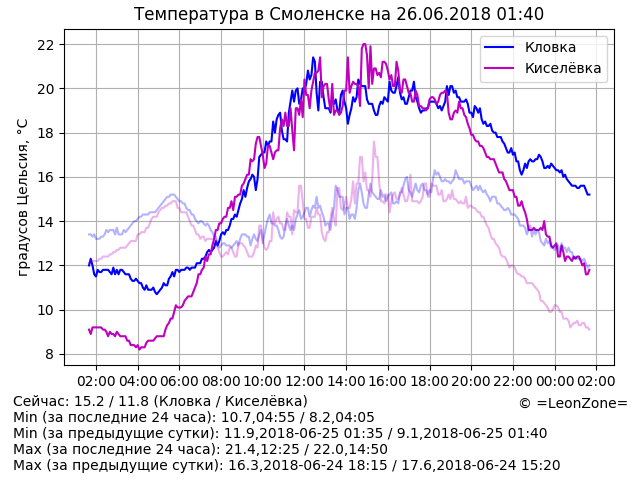 Температура в Смоленске на 26.06.2018 01:40
Кловка
Киселёвка
градусов Цельсия, °C
22
20
18
16
14
12
10
8
02:00 04:00 06:00 08:00 10:00 12:00 14:00 16:00 18:00 20:00 22:00 00:00 02:00
Сейчас: 15.2 / 11.8 (Кловка / Киселёвка)
© =LeonZone=
Min (за последние 24 часа): 10.7,04:55 / 8.2,04:05
Min (за предыдущие сутки): 11.9,2018-06-25 01:35 / 9.1,2018-06-25 01:40
Max (за последние 24 часа): 21.4,12:25 / 22.0,14:50
Max (за предыдущие сутки): 16.3,2018-06-24 18:15 / 17.6,2018-06-24 15:20